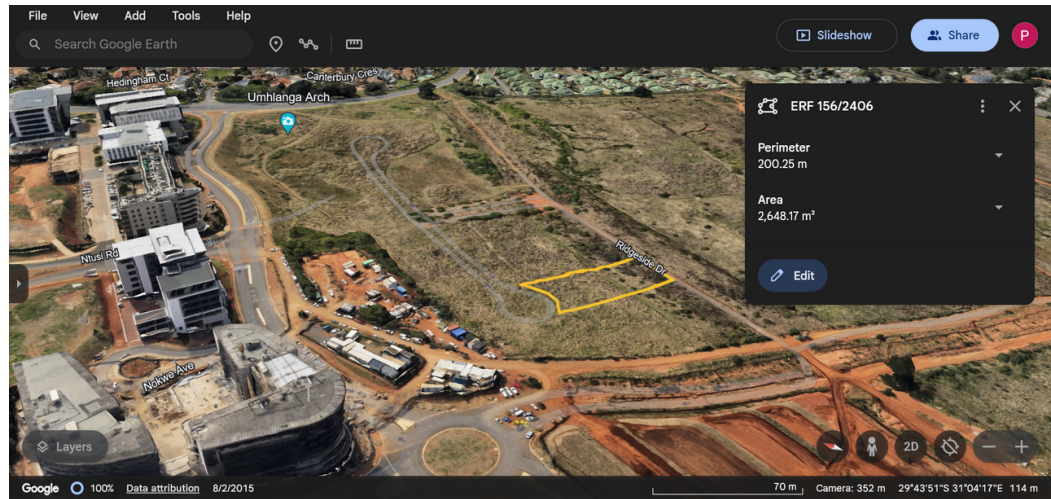 File View Add Tools Help
Search Google Earth
Slideshow
Share
P
Hedingham Ct
Canterbury Cres
Umhlanga Arch
ERF 156/2406
Perimeter
200.25 m
Area
2,648.17 m²
Ridgeside Dr
Ntusi Rd
Edit
Nokwe Ave
Layers
2D
Google 100% Data attribution 8/2/2015 70 m Camera: 352 m 29°43'51"S 31°04'17"E 114 m